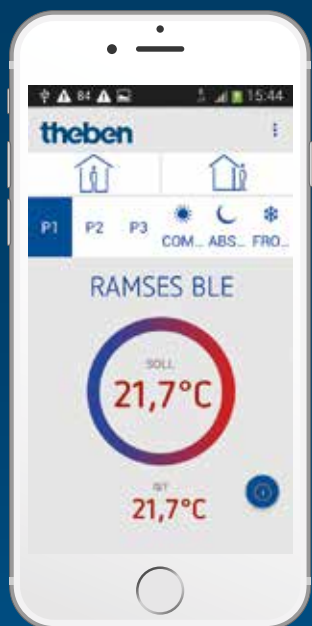 84 15:44
theben
P1 P2 P3 COM... ABS... FRO...
RAMSES BLE
SOLL
21,7°C
IST
21,7°C